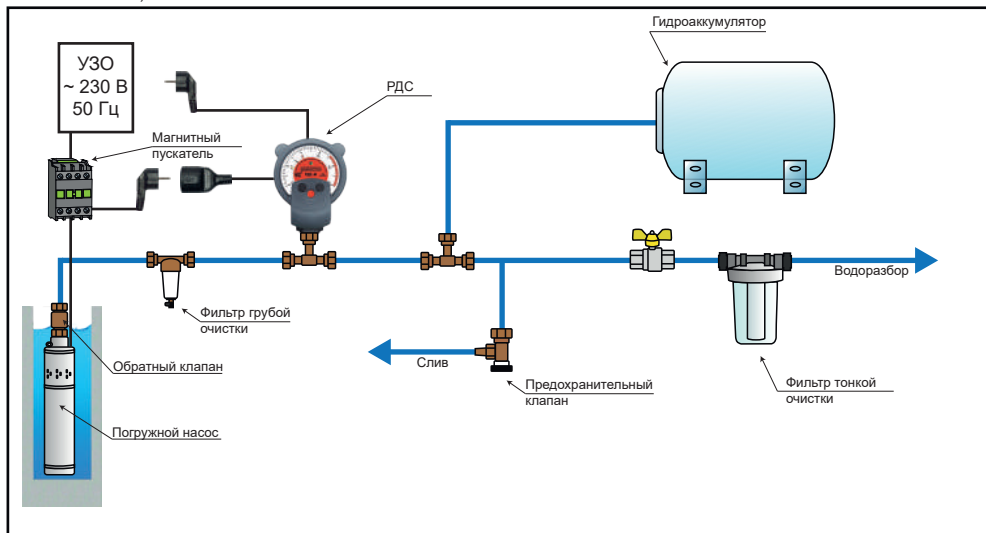 Гидроаккумулятор
УЗО
~ 230 В
50 Гц
РДС
Магнитный
пускатель
Водоразбор
Фильтр грубой
очистки
Обратный клапан
Слив
Предохранительный
клапан
Фильтр тонкой
очистки
Погружной насос